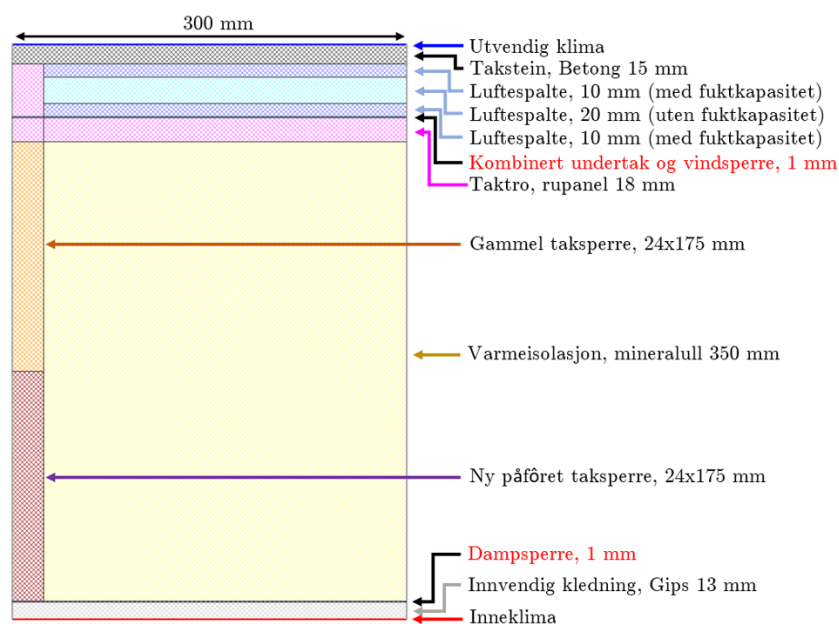 300 mm
Utvendig klima
Takstein, Betong 15 mm
Luftespalte, 10 mm (med fuktkapasitet)
Luftespalte, 20 mm (uten fuktkapasitet)
Luftespalte, 10 mm (med fuktkapasitet)
Kombinert undertak og vindsperre, 1 mm
Taktro, rupanel 18 mm
Gammel taksperre, 24x175 mm
Varmeisolasjon, mineralull 350 mm
Ny påfôret taksperre, 24x175 mm
Dampsperre, 1 mm
Innvendig kledning, Gips 13 mm
Inneklima